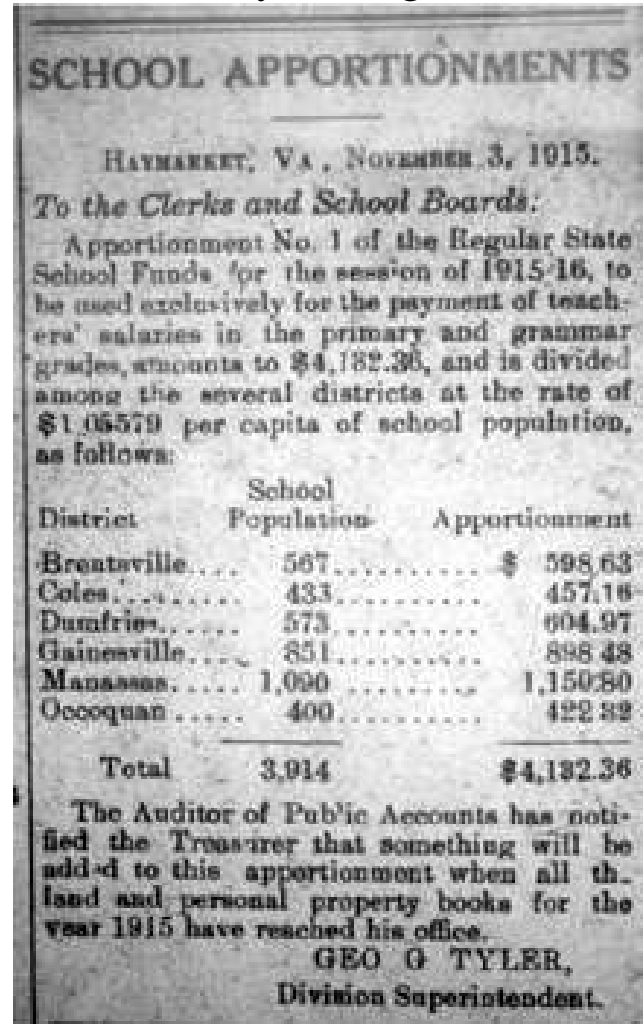 SCHOOL APPORTIONMENTS
HAYMARKET, VA., NOVEMBER 3, 1915.
To the Clerks and School Boards:
Apportionment No. 1 of the Regular State
School Funds for the session of 1915-16, to
be used exclusively for the payment of teach-
ers' salaries in the primary and grammar
grades, amounts to $4,132.36, and is divided
among the several districts at the rate of
$1.05579 per capita of school population,
as follows:
School
District Population Apportionment
Brentsville.... 567.......... $ 598.63
Coles......... 433.......... 457.16
Dumfries...... 573.......... 604.97
Gainesville.... 851.......... 898 48
Manassas..... 1,090 ......... 1,150.80
Occoquan ..... 400.......... 422 32
Total 3,914 $4,132.36
The Auditor of Public Accounts has noti-
fied the Treasurer that something will be
added to this apportionment when all th
land and personal property books for the
year 1915 have reached his office.
GEO G TYLER,
Division Superintendent.